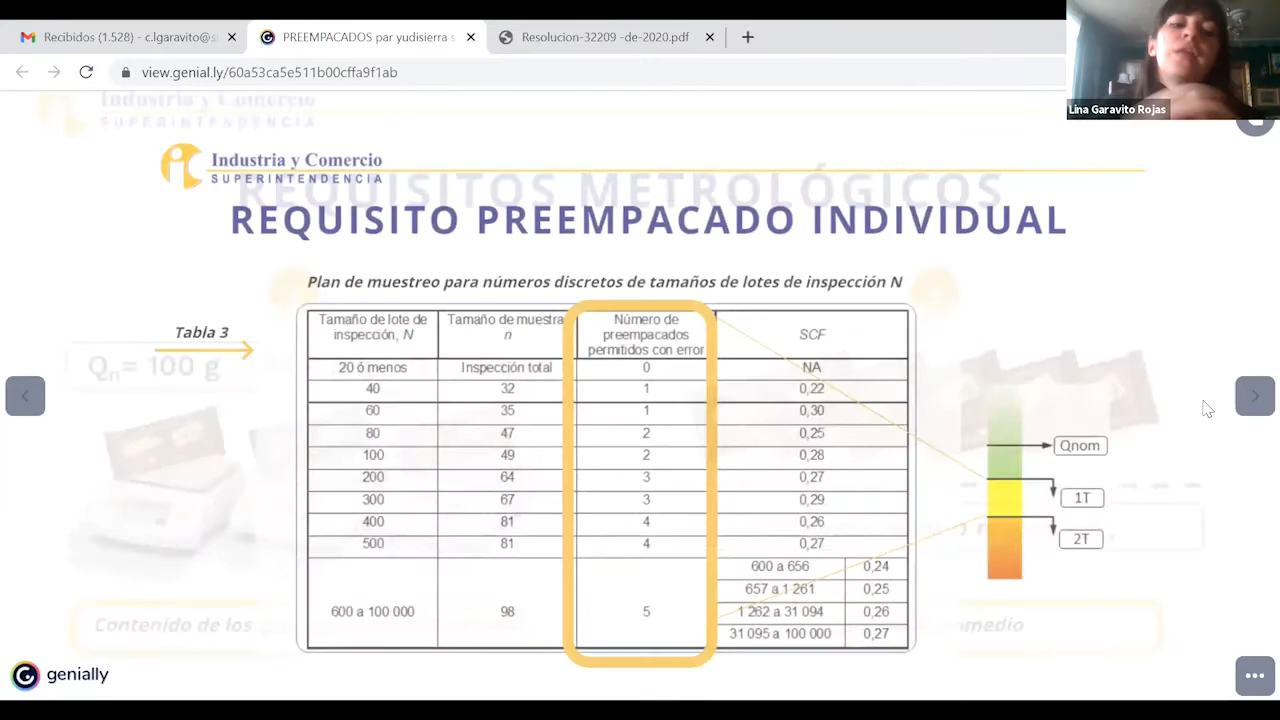 Recibidos (1.528) - c.lgaravito@s
PREEMPACADOS par yudisierra s
Resolucion-32209 -de-2020.pdf
view.genial.ly/60a53ca5e511b00cffa9f1ab
Lina Garavito Rojas
Industria y Comercio
SUPERINTENDENCIA
Industria y Comercio
SUPERINTENDENCIA
REQUISITOS METROLÓGICOS
REQUISITO PREEMPACADO INDIVIDUAL
Plan de muestreo para números discretos de tamaños de lotes de inspección N
Tabla 3
Qn= 100 g
Tamaño de lote de inspección, N Tamaño de muestra n Número de preempacados permitidos con error SCF
20 ó menos Inspección total 0 NA
40 32 1 0,22
60 35 1 0,30
80 47 2 0,25
100 49 2 0,28
200 64 3 0,27
300 67 3 0,29
400 81 4 0,26
500 81 4 0,27
600 a 100 000 98 5
600 a 656 0,24
657 a 1 261 0,25
1 262 a 31 094 0,26
31 095 a 100 000 0,27
Qnom
1T
2T
Contenido de los
genially